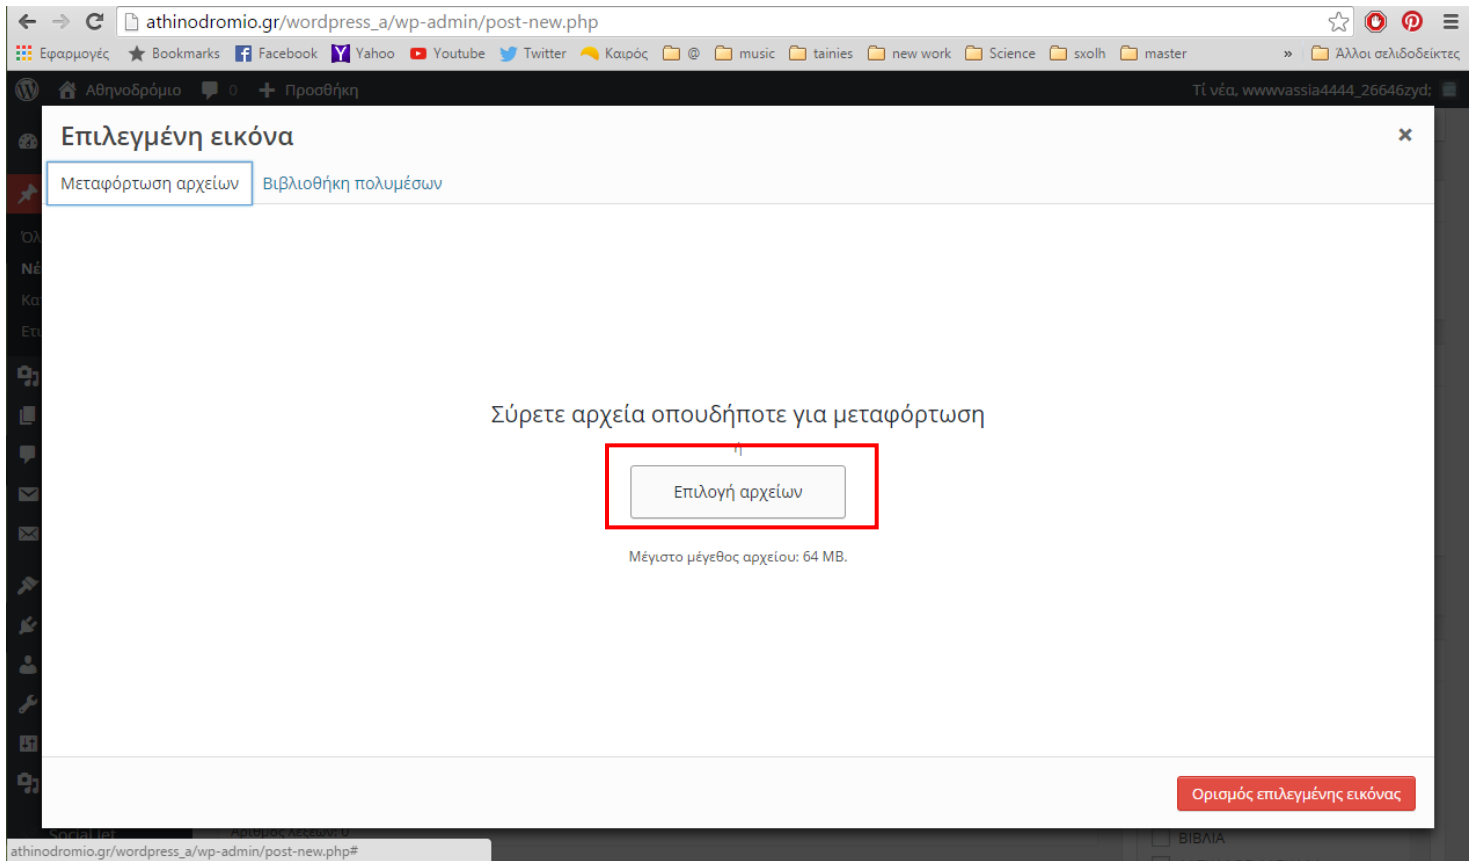 athinodromio.gr/wordpress_a/wp-admin/post-new.php
Εφαρμογές Bookmarks Facebook Yahoo Youtube Twitter Καιρός @ music tainies new work Science sxolh master » Άλλοι σελιδοδείκτες
Αθηνοδρόμιο 0 Προσθήκη Τί νέα, wwwvassia4444_26646zyd;
Επιλεγμένη εικόνα
Μεταφόρτωση αρχείων Βιβλιοθήκη πολυμέσων
Σύρετε αρχεία οπουδήποτε για μεταφόρτωση
ή
Επιλογή αρχείων
Μέγιστο μέγεθος αρχείου: 64 MB.
Ορισμός επιλεγμένης εικόνας
Αριθμός λέξεων: 0
ΒΙΒΛΙΑ
athinodromio.gr/wordpress_a/wp-admin/post-new.php#